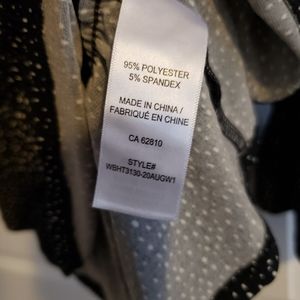 95% POLYESTER
5% SPANDEX
MADE IN CHINA /
FABRIQUÉ EN CHINE
CA 62810
STYLE#
WBHT3130-20AUGW1